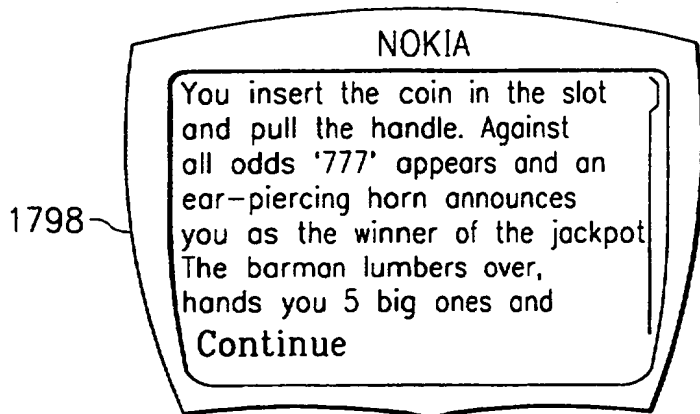 NOKIA
You insert the coin in the slot
and pull the handle. Against
all odds '777' appears and an
ear-piercing horn announces
you as the winner of the jackpot
The barman lumbers over,
hands you 5 big ones and
Continue
1798